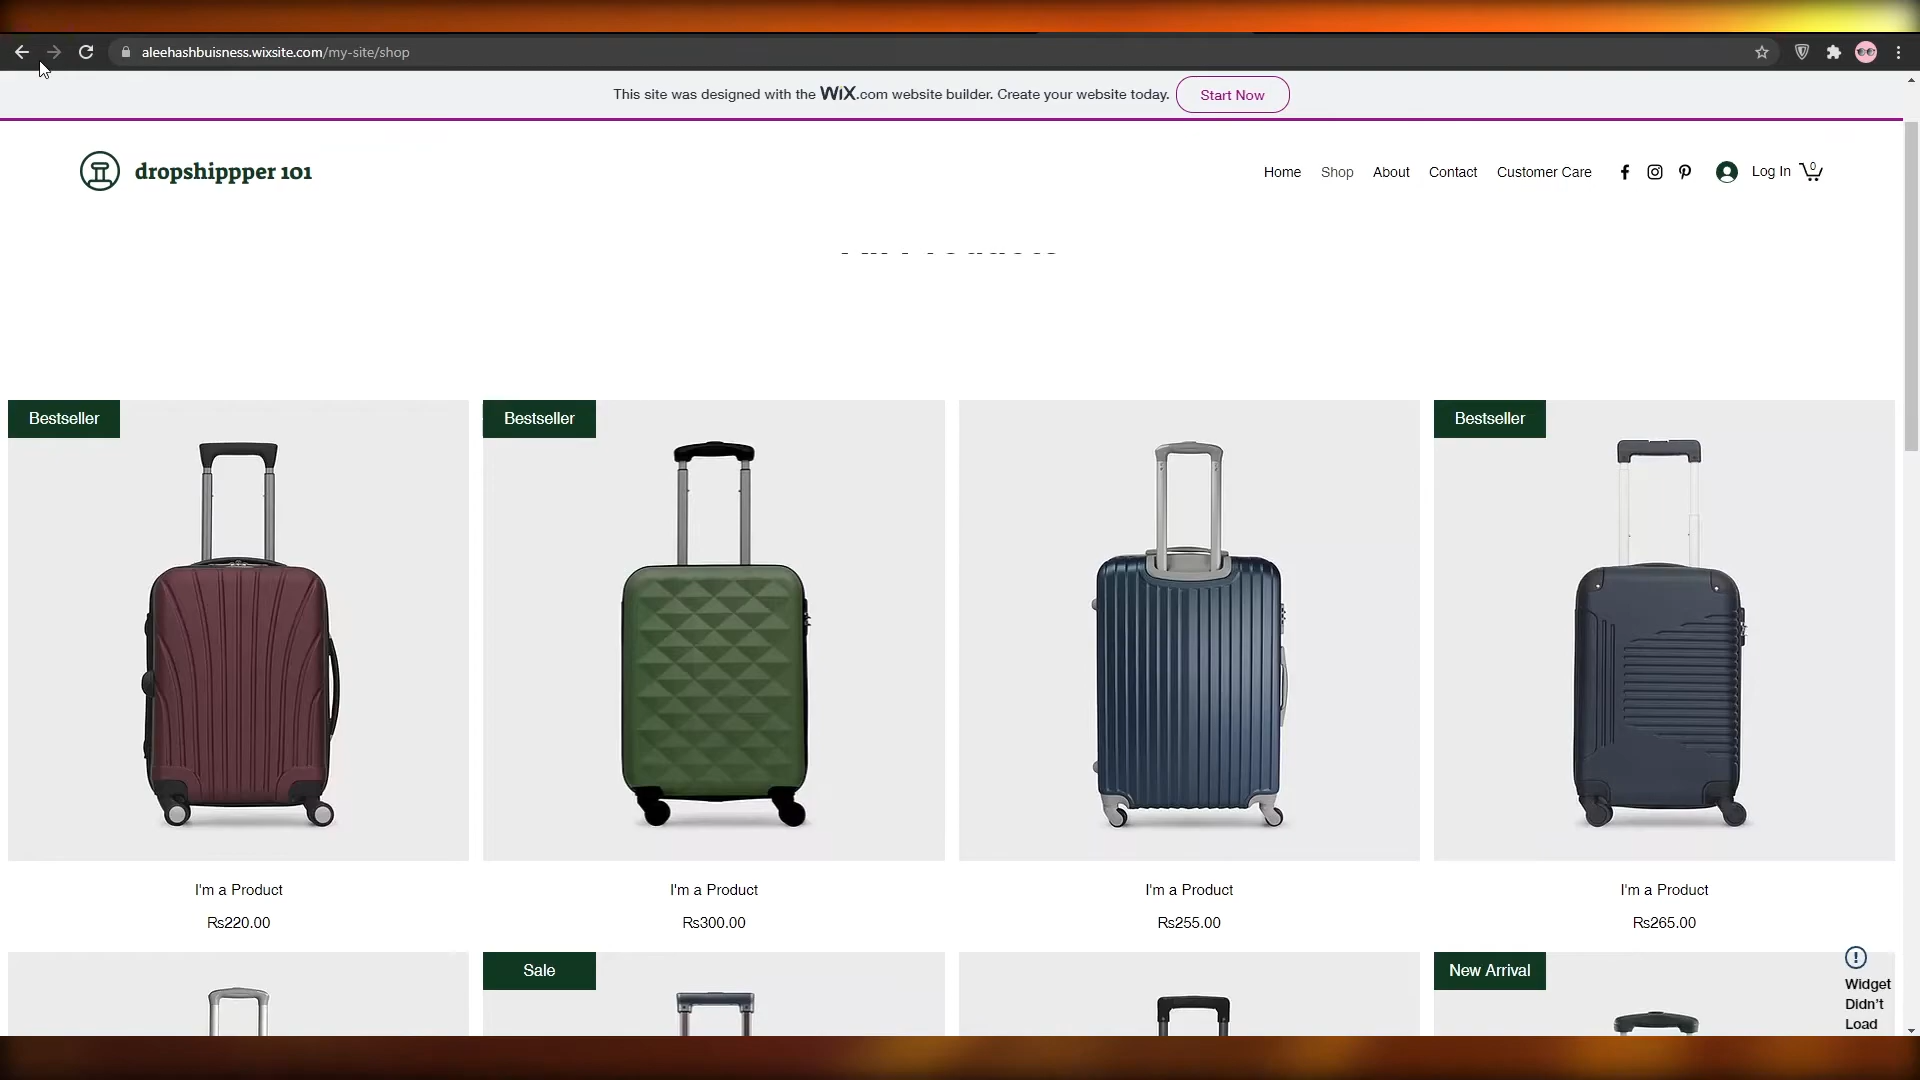 aleehashbuisness.wixsite.com/my-site/shop
This site was designed with the WiX.com website builder. Create your website today. Start Now
dropshippper 101
Home Shop About Contact Customer Care Log In 0
Bestseller Bestseller Bestseller
I'm a Product I'm a Product I'm a Product I'm a Product
Rs220.00 Rs300.00 Rs255.00 Rs265.00
Sale New Arrival
Widget
Didn't
Load